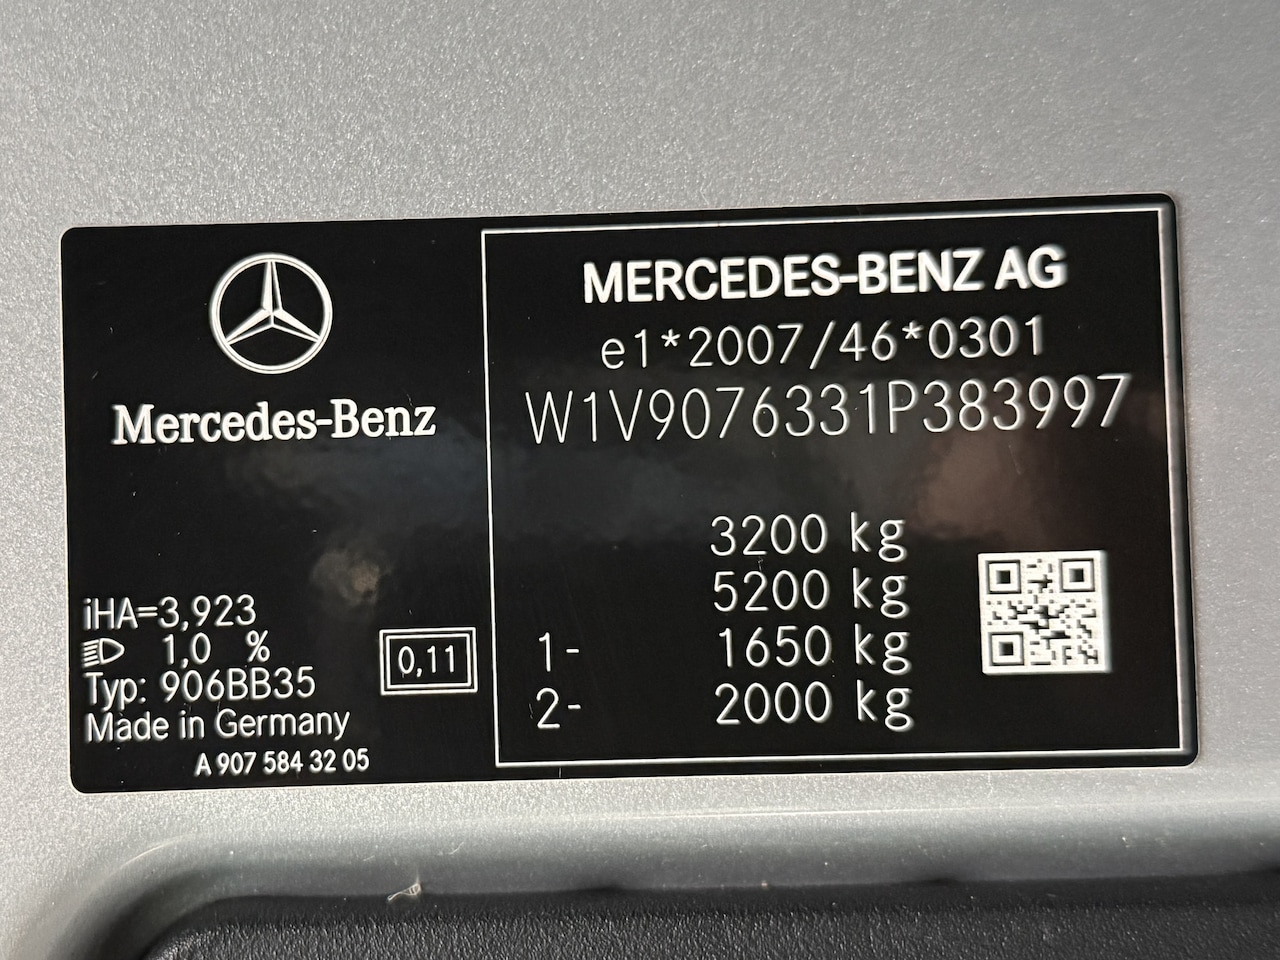 Mercedes-Benz
iHA=3,923
1,0 %
Typ: 906BB35
Made in Germany
A 907 584 32 05
0,11
MERCEDES-BENZ AG
e1*2007/46*0301
W1V9076331P383997
3200 kg
5200 kg
1- 1650 kg
2- 2000 kg